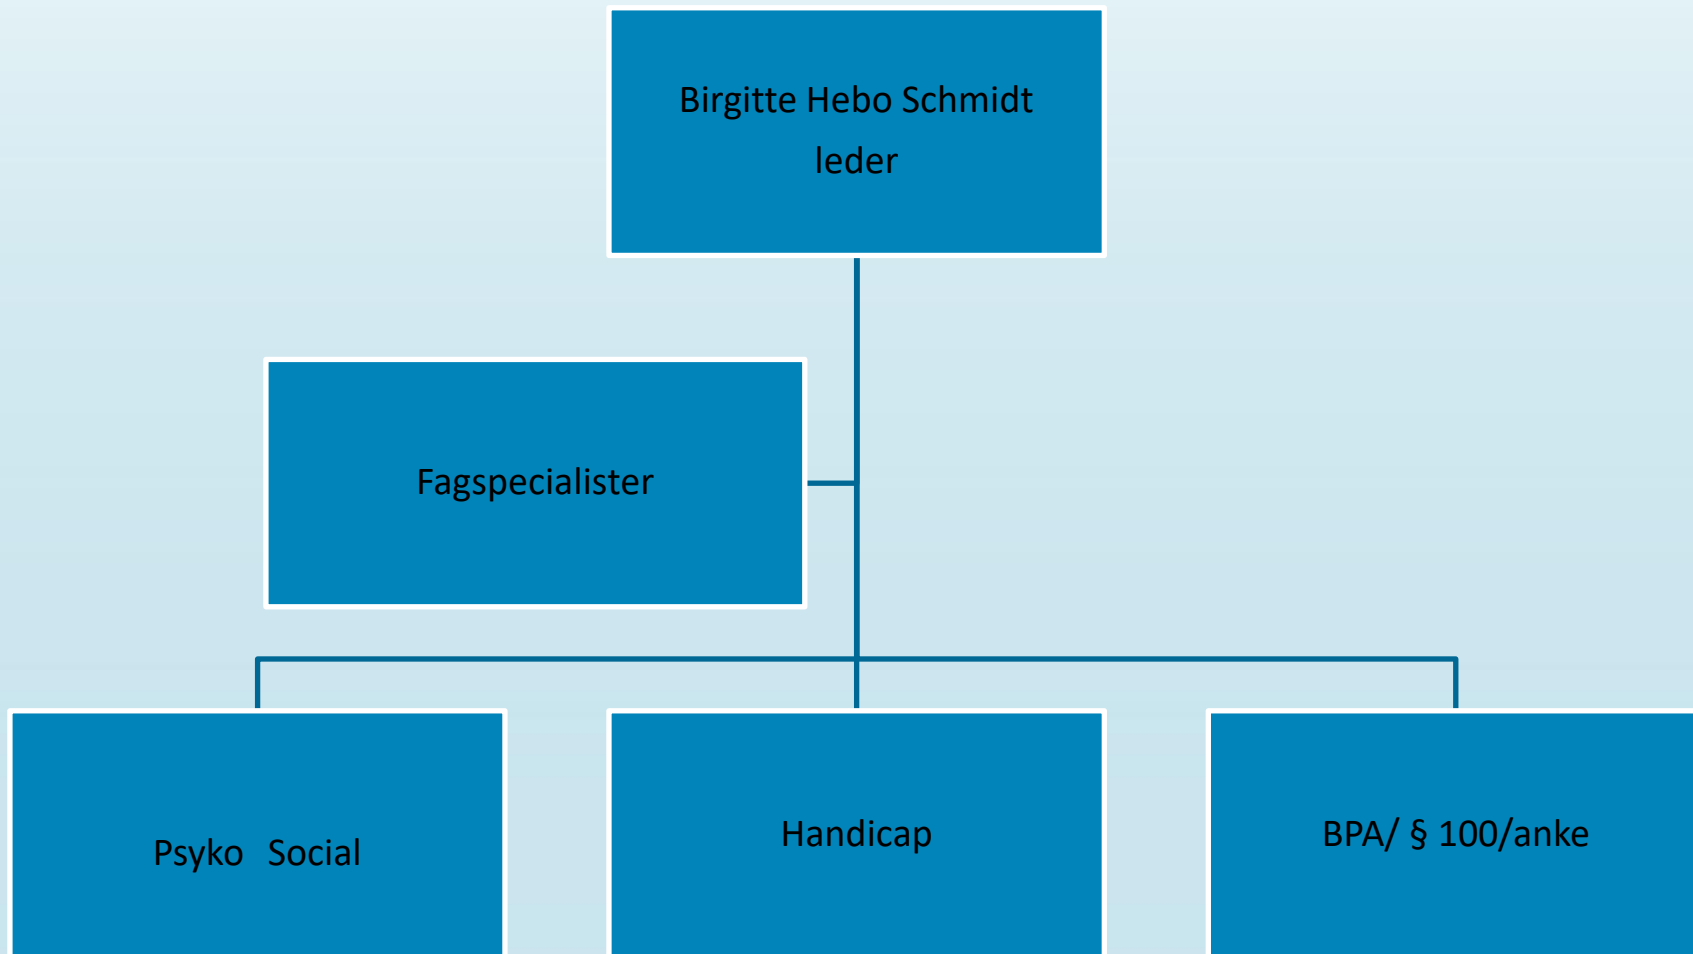 Birgitte Hebo Schmidt
leder
Fagspecialister
Psyko Social
Handicap
BPA/ § 100/anke